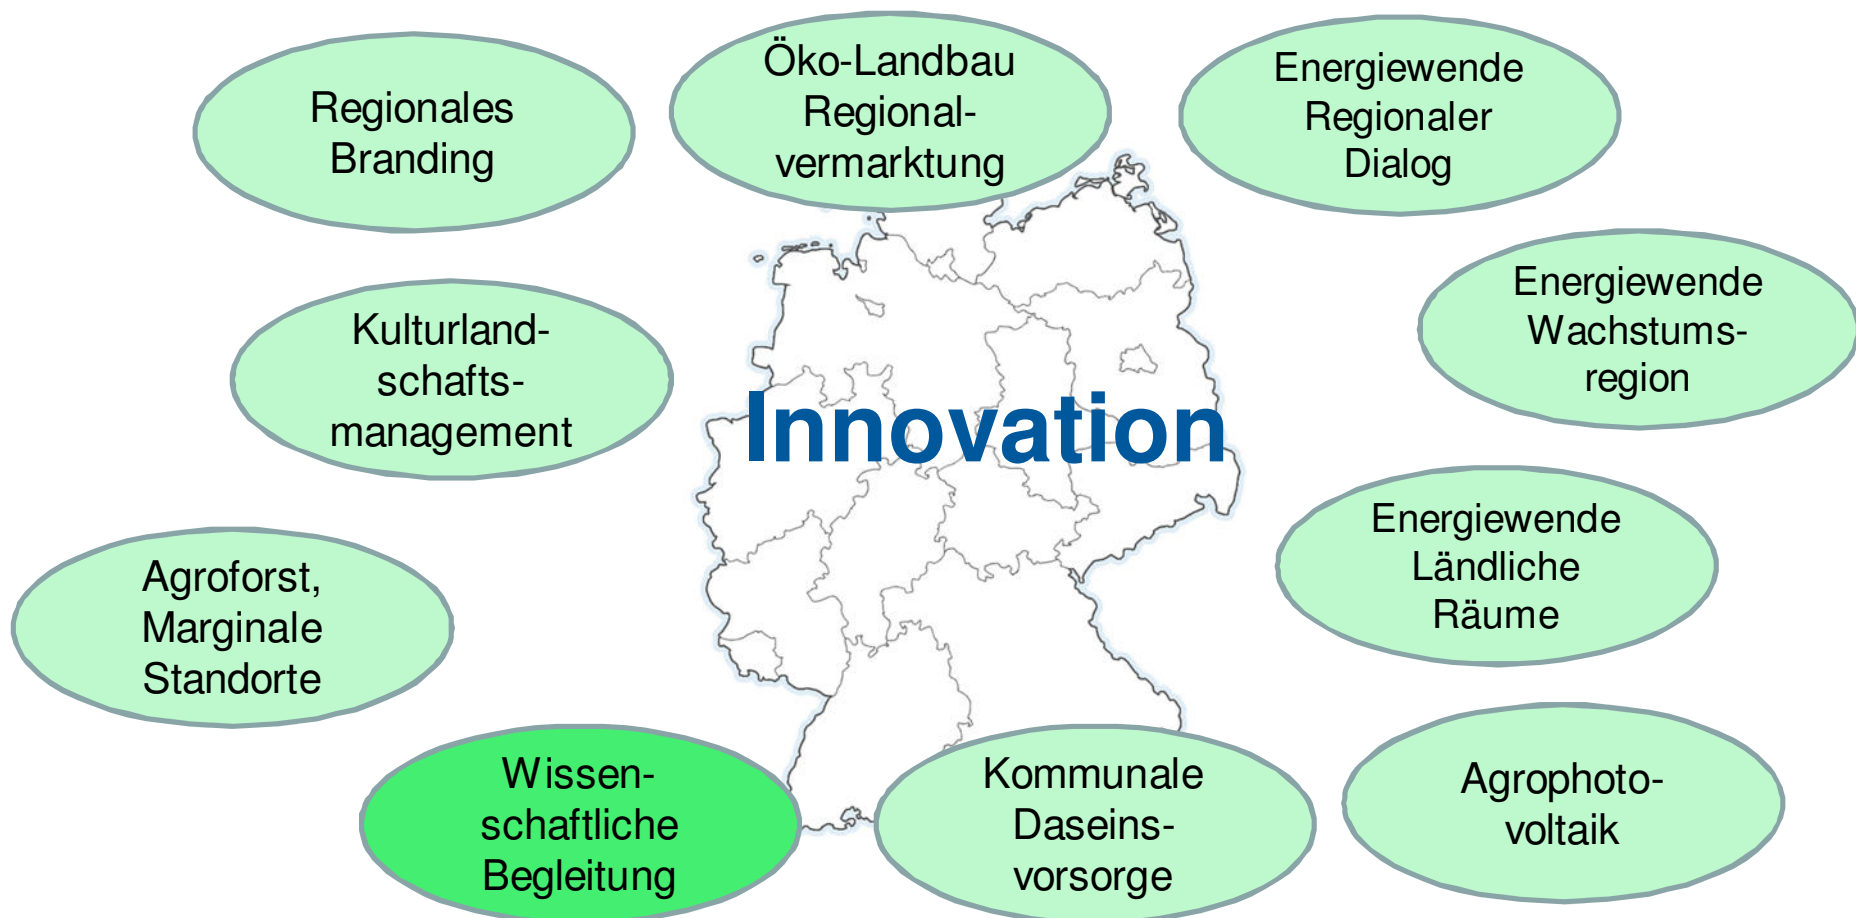 Regionales
Branding
Öko-Landbau
Regional-
vermarktung
Energiewende
Regionaler
Dialog
Kulturland-
schafts-
management
Energiewende
Wachstums-
region
Innovation
Agroforst,
Marginale
Standorte
Energiewende
Ländliche
Räume
Wissen-
schaftliche
Begleitung
Kommunale
Daseins-
vorsorge
Agrophoto-
voltaik